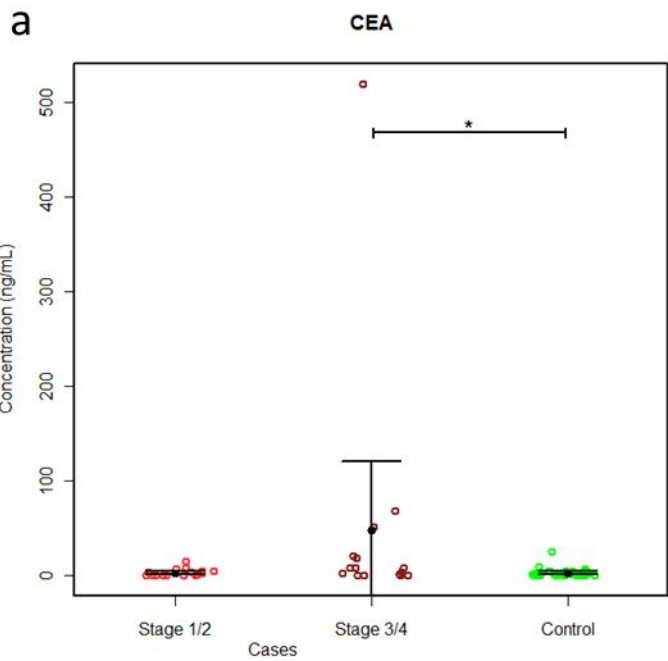 a
CEA
500
400
300
200
100
0
Concentration (ng/mL)
*
Stage 1/2
Stage 3/4
Control
Cases